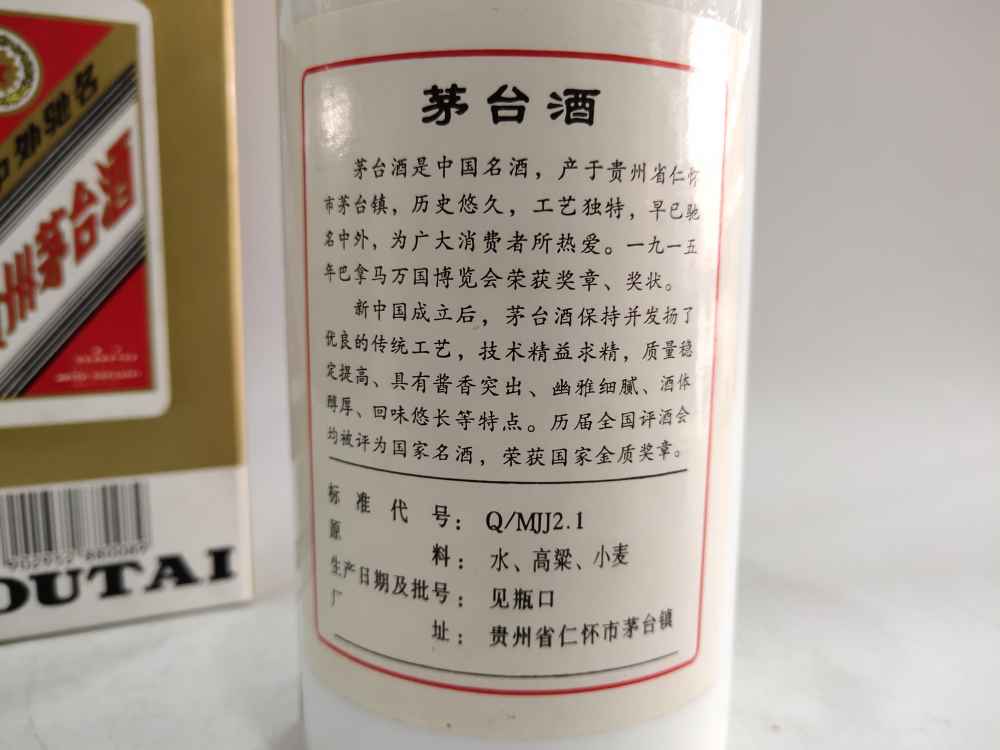 中外驰名
州茅台酒
OUTAI
茅台酒
茅台酒是中国名酒，产于贵州省仁怀
市茅台镇，历史悠久，工艺独特，早已驰
名中外，为广大消费者所热爱。一九一五
年巴拿马万国博览会荣获奖章、奖状。
新中国成立后，茅台酒保持并发扬了
优良的传统工艺，技术精益求精，质量稳
定提高、具有酱香突出、幽雅细腻、酒体
醇厚、回味悠长等特点。历届全国评酒会
均被评为国家名酒，荣获国家金质奖章。
标准代号：Q/MJJ2.1
原料：水、高粱、小麦
生产日期及批号：见瓶口
厂址：贵州省仁怀市茅台镇